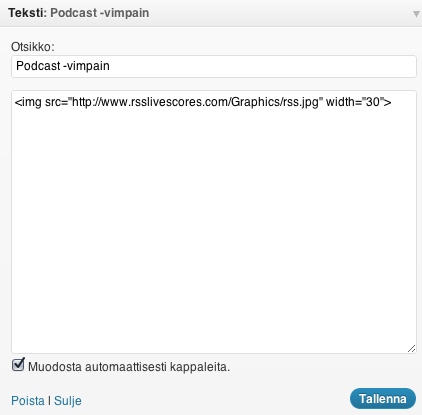 Teksti: Podcast -vimpain
Otsikko:
Podcast -vimpain
<img src="http://www.rsslivescores.com/Graphics/rss.jpg" width="30">
Muodosta automaattisesti kappaleita.
Poista | Sulje
Tallenna